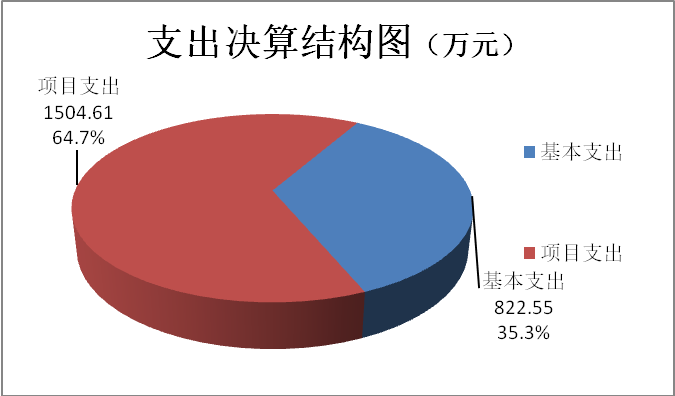 支出决算结构图（万元）
项目支出
1504.61
64.7%
基本支出
项目支出
基本支出
822.55
35.3%